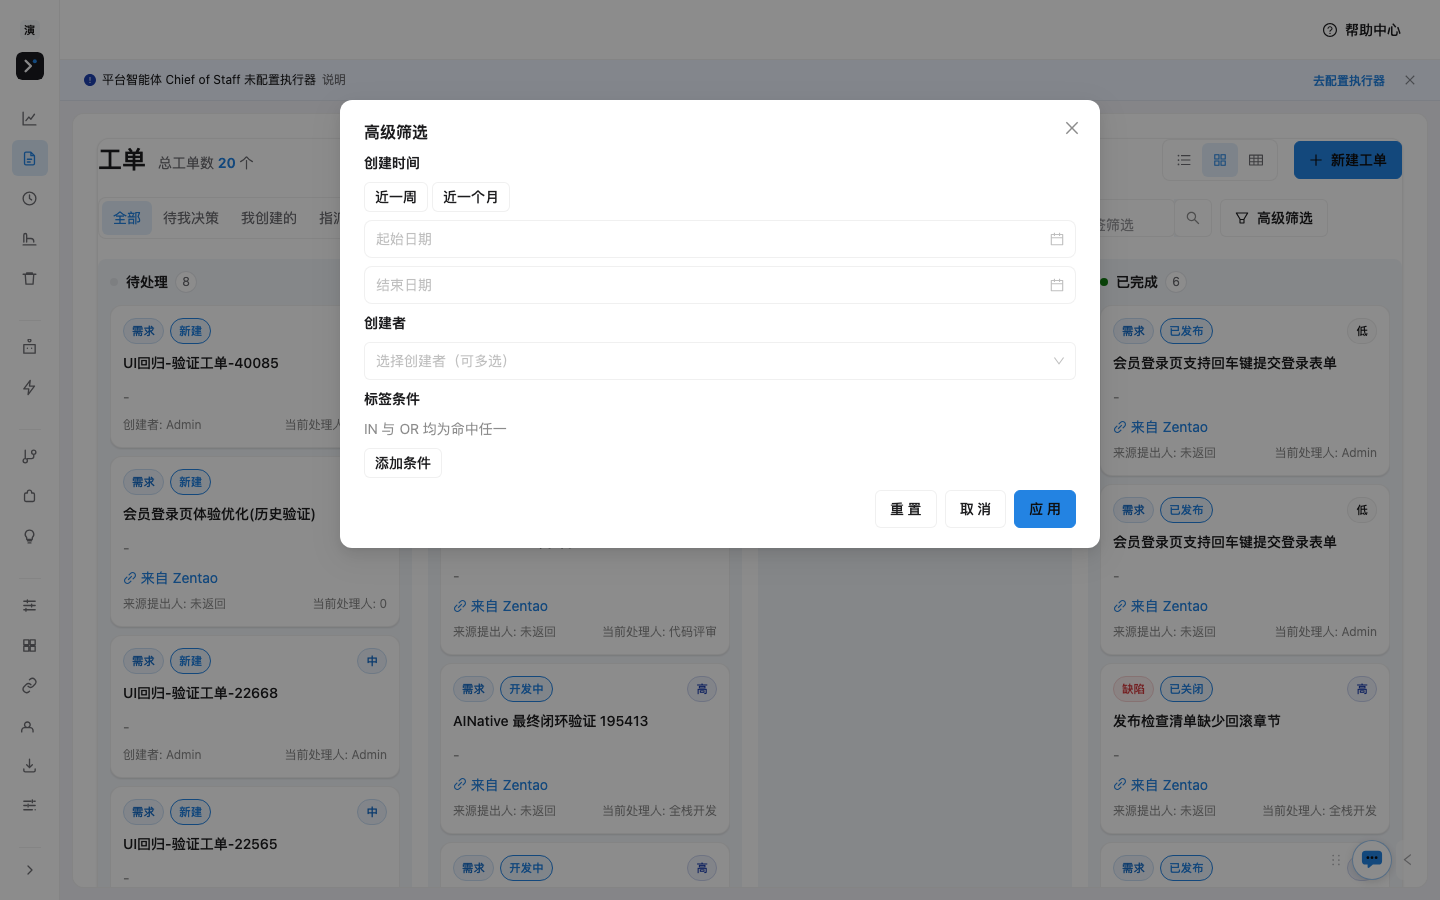 演
帮助中心
平台智能体 Chief of Staff 未配置执行器 说明
去配置执行器
工单 总工单数 20 个
新建工单
全部 待我决策 我创建的
签筛选
高级筛选
高级筛选
创建时间
近一周 近一个月
起始日期
结束日期
创建者
选择创建者（可多选）
标签条件
IN 与 OR 均为命中任一
添加条件
重置 取消 应用
待处理 8
需求 新建
UI回归-验证工单-40085
-
创建者: Admin
需求 新建
会员登录页体验优化(历史验证)
-
来自 Zentao
来源提出人: 未返回 当前处理人: 0
需求 新建 中
UI回归-验证工单-22668
-
创建者: Admin 当前处理人: Admin
需求 新建 中
UI回归-验证工单-22565
-
-
来自 Zentao
来源提出人: 未返回 当前处理人: 代码评审
需求 开发中 高
AINative 最终闭环验证 195413
-
来自 Zentao
来源提出人: 未返回 当前处理人: 全栈开发
需求 开发中 高
已完成 6
需求 已发布 低
会员登录页支持回车键提交登录表单
-
来自 Zentao
来源提出人: 未返回 当前处理人: Admin
需求 已发布 低
会员登录页支持回车键提交登录表单
-
来自 Zentao
来源提出人: 未返回 当前处理人: Admin
缺陷 已关闭 高
发布检查清单缺少回滚章节
-
来自 Zentao
来源提出人: 未返回 当前处理人: 全栈开发
需求 已发布